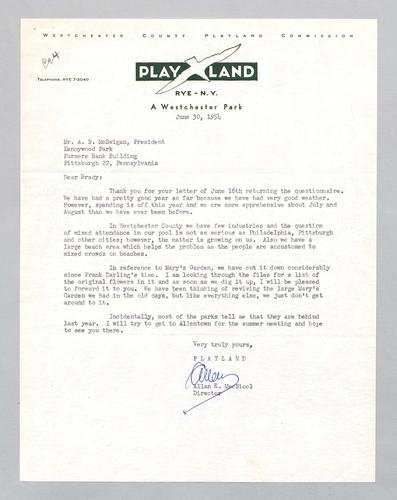 WESTCHESTER COUNTY PLAYLAND COMMISSION
TELEPHONE: RYE 7-2040
PLAYLAND
RYE - N.Y.
A Westchester Park
June 30, 1954
Mr. A. B. McSwigan, President
Kennywood Park
Farmers Bank Building
Pittsburgh 22, Pennsylvania
Dear Brady:
Thank you for your letter of June 16th returning the questionnaire.
We have had a pretty good year so far because we have had very good weather.
However, spending is off this year and we are more apprehensive about July and
August than we have ever been before.
In Westchester County we have few industries and the question
of mixed attendance in our pool is not as serious as Philadelphia, Pittsburgh
and other cities; however, the matter is growing on us. Also we have a
large beach area which helps the problem as the people are accustomed to
mixed crowds on beaches.
In reference to Mary's Garden, we have cut it down considerably
since Frank Darling's time. I am looking through the files for a list of
the original flowers in it and as soon as we dig it up, I will be pleased
to forward it to you. We have been thinking of reviving the large Mary's
Garden we had in the old days, but like everything else, we just don't get
around to it.
Incidentally, most of the parks tell me that they are behind
last year. I will try to get to Allentown for the summer meeting and hope
to see you there.
Very truly yours,
PLAYLAND
Allan
Allan E. MacNicol
Director